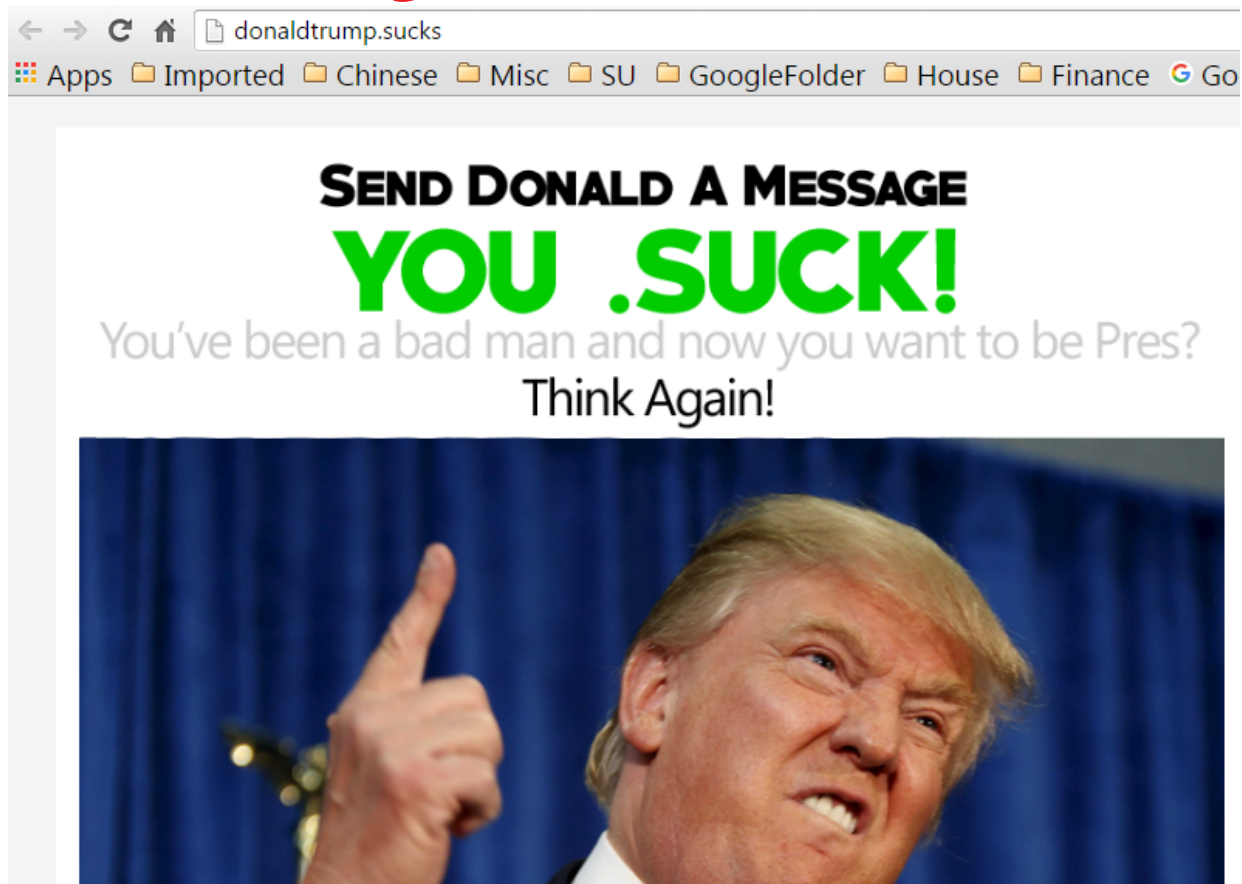 donaldtrump.sucks
Apps Imported Chinese Misc SU GoogleFolder House Finance G Go
SEND DONALD A MESSAGE
YOU .SUCK!
You've been a bad man and now you want to be Pres?
Think Again!